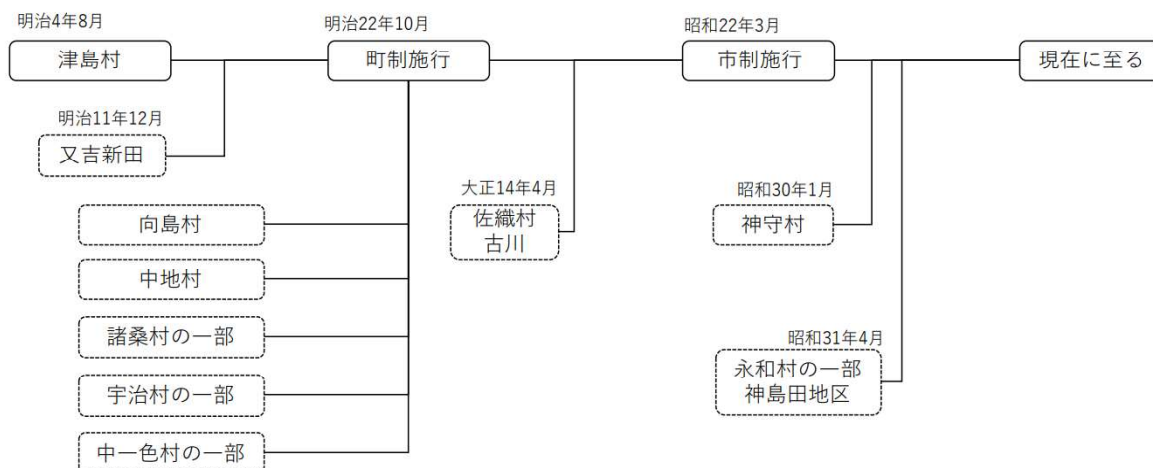 明治4年8月
津島村
明治11年12月
又吉新田
明治22年10月
町制施行
向島村
中地村
諸桑村の一部
宇治村の一部
中一色村の一部
大正14年4月
佐織村
古川
昭和22年3月
市制施行
昭和30年1月
神守村
昭和31年4月
永和村の一部
神島田地区
現在に至る